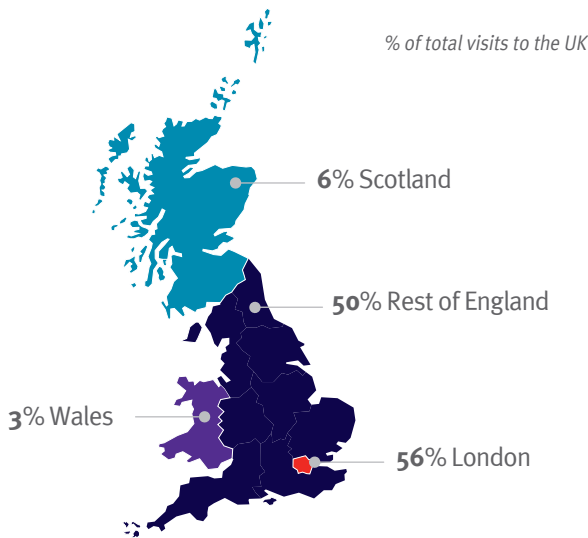 % of total visits to the UK
6% Scotland
50% Rest of England
3% Wales
56% London